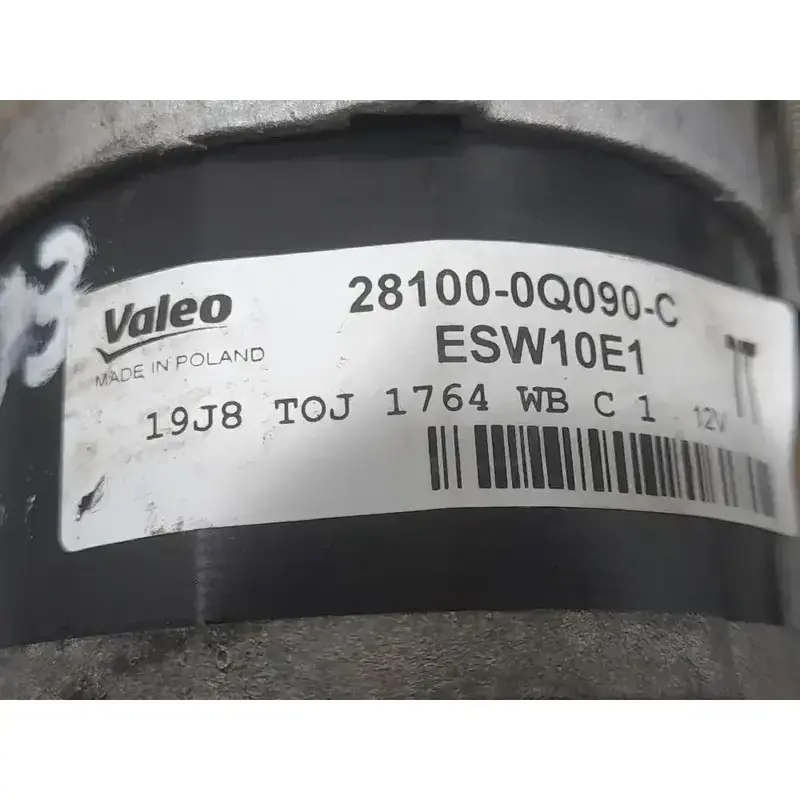 Valeo
MADE IN POLAND
28100-0Q090-C
ESW10E1
19J8 TOJ 1764 WB C 1 12V